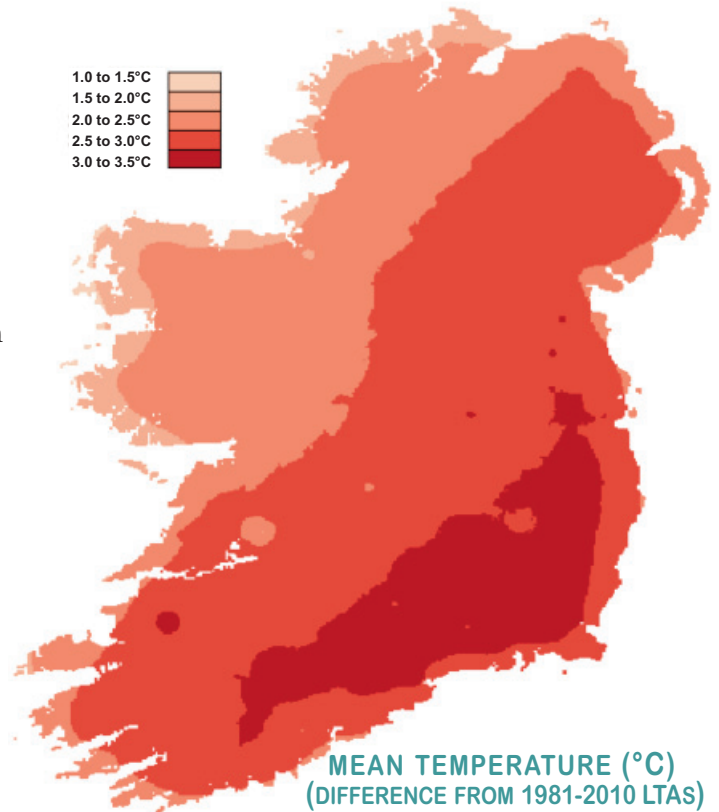 1.0 to 1.5°C
1.5 to 2.0°C
2.0 to 2.5°C
2.5 to 3.0°C
3.0 to 3.5°C
MEAN TEMPERATURE (°C)
(DIFFERENCE FROM 1981-2010 LTAS)